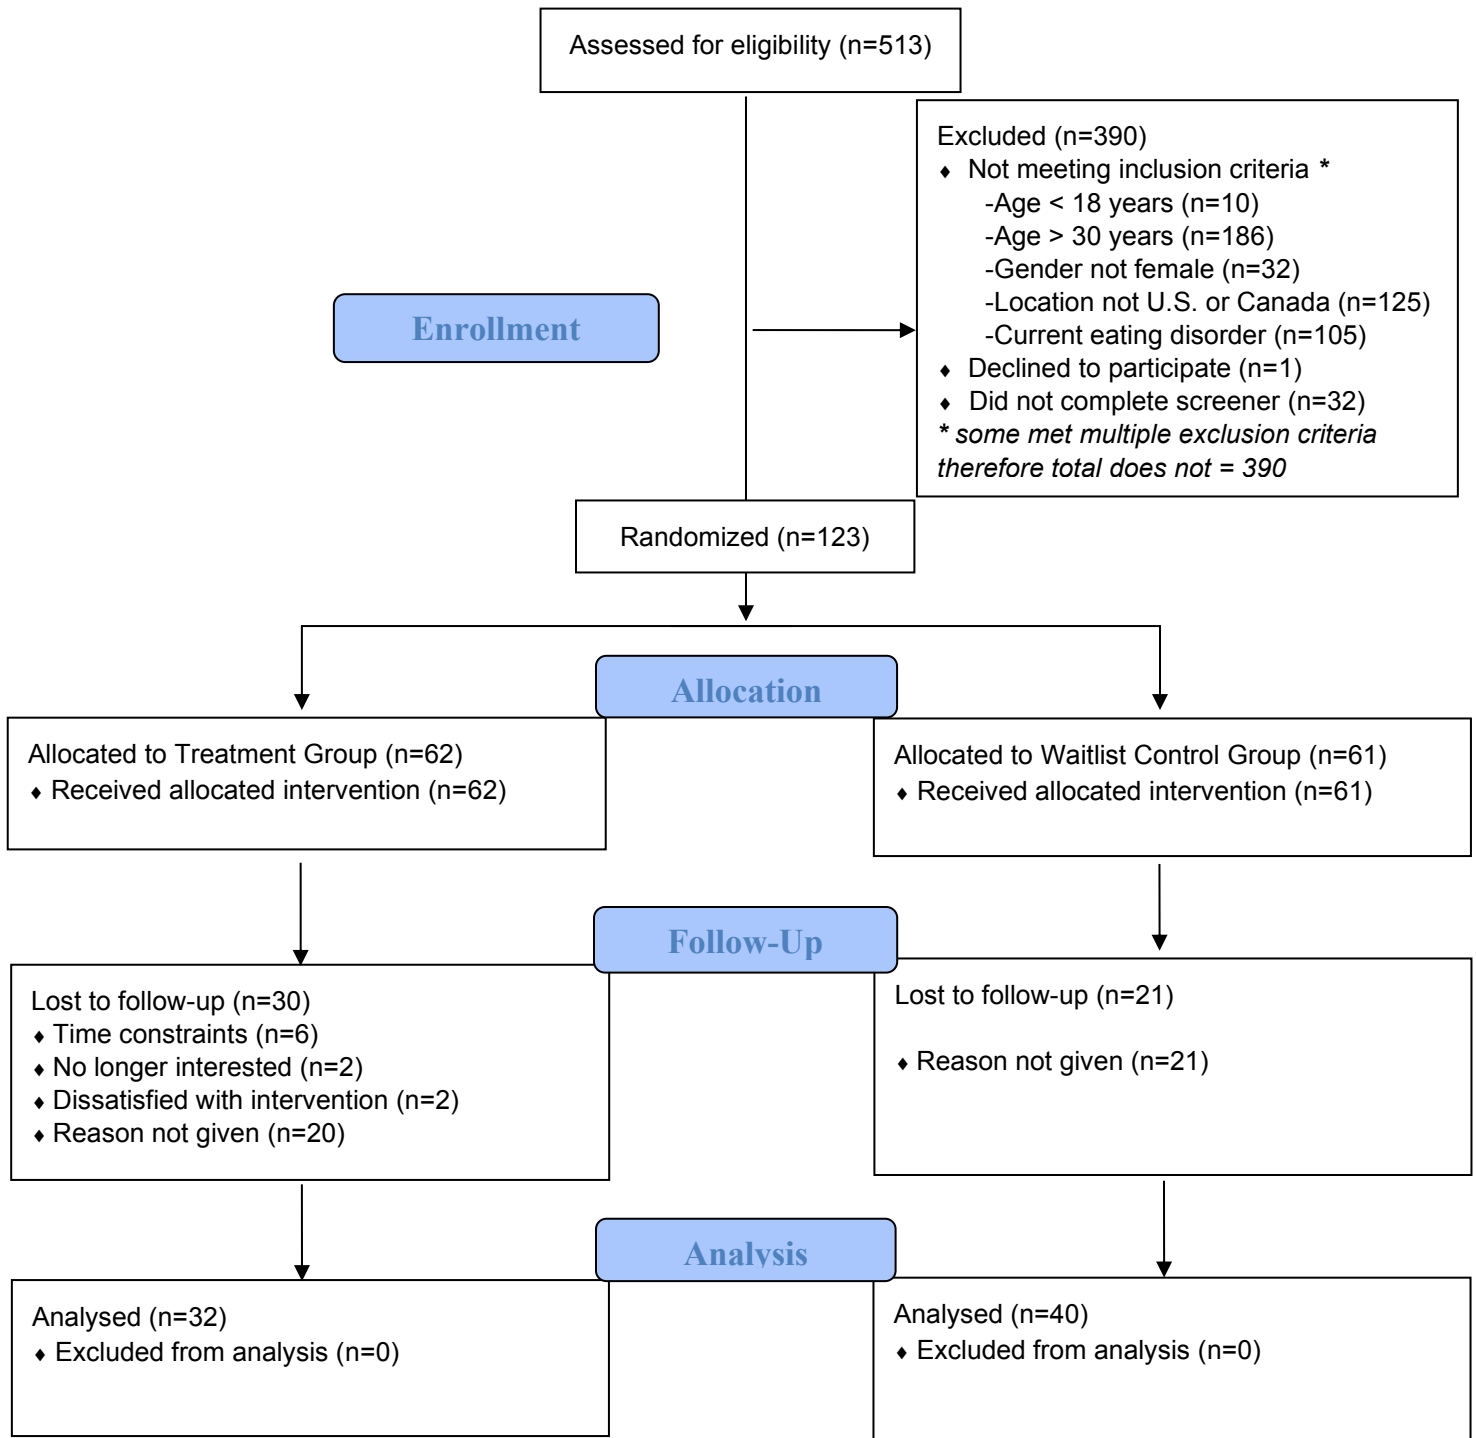 Assessed for eligibility (n=513)
Excluded (n=390)
♦ Not meeting inclusion criteria *
-Age < 18 years (n=10)
-Age > 30 years (n=186)
-Gender not female (n=32)
-Location not U.S. or Canada (n=125)
-Current eating disorder (n=105)
♦ Declined to participate (n=1)
♦ Did not complete screener (n=32)
* some met multiple exclusion criteria
therefore total does not = 390
Enrollment
Randomized (n=123)
Allocation
Allocated to Treatment Group (n=62)
♦ Received allocated intervention (n=62)
Allocated to Waitlist Control Group (n=61)
♦ Received allocated intervention (n=61)
Follow-Up
Lost to follow-up (n=30)
♦ Time constraints (n=6)
♦ No longer interested (n=2)
♦ Dissatisfied with intervention (n=2)
♦ Reason not given (n=20)
Lost to follow-up (n=21)
♦ Reason not given (n=21)
Analysis
Analysed (n=32)
♦ Excluded from analysis (n=0)
Analysed (n=40)
♦ Excluded from analysis (n=0)